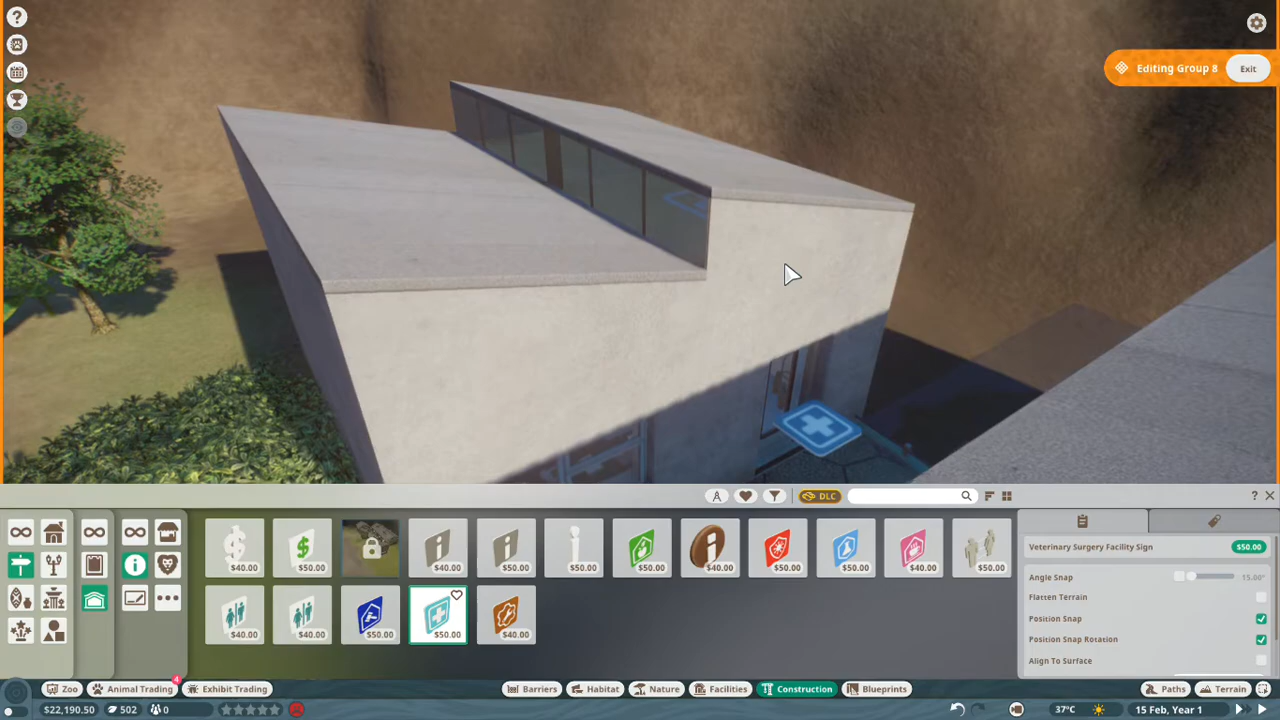 Editing Group 8
Exit
DLC
$40.00
$50.00
$40.00
$50.00
$50.00
$50.00
$40.00
$50.00
$50.00
$40.00
$50.00
$40.00
$40.00
$50.00
$50.00
$40.00
Veterinary Surgery Facility Sign
$50.00
Angle Snap
15.00°
Flatten Terrain
Position Snap
Position Snap Rotation
Align To Surface
Zoo
Animal Trading
4
Exhibit Trading
Barriers
Habitat
Nature
Facilities
Construction
Blueprints
Paths
Terrain
$22,190.50
502
0
37°C
15 Feb, Year 1